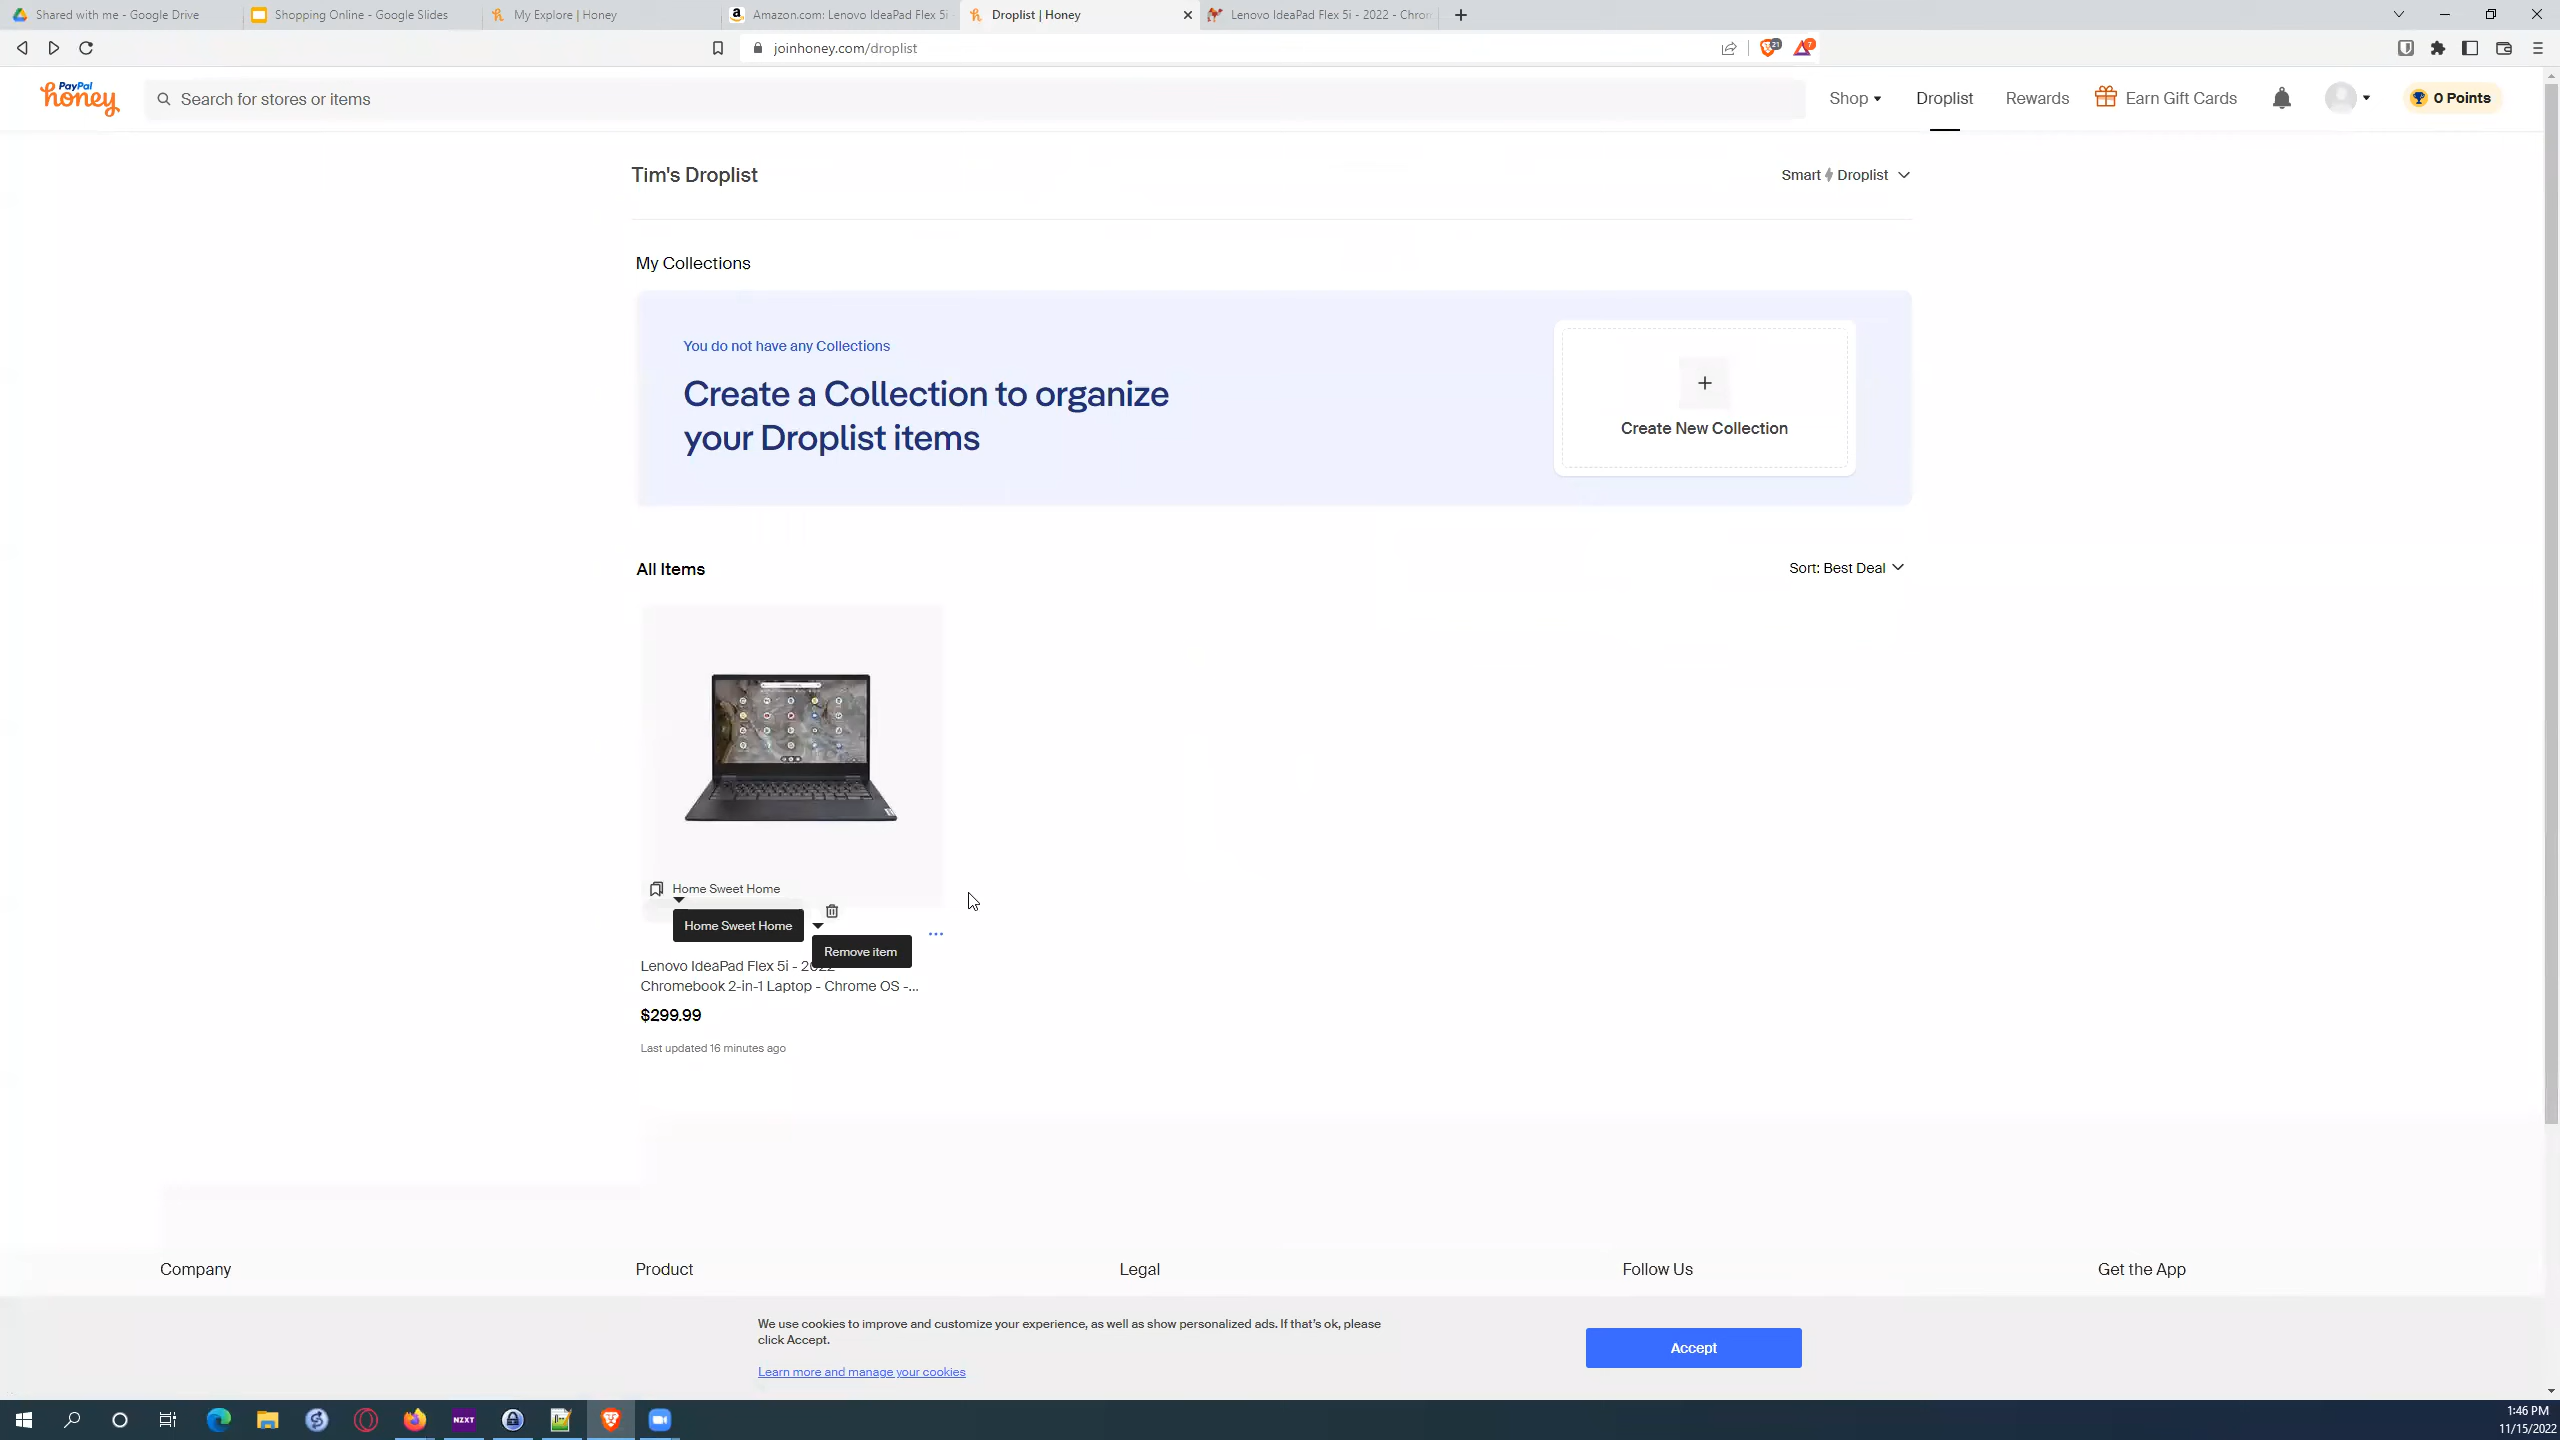 Shared with me - Google Drive
Shopping Online - Google Slides
My Explore | Honey
Amazon.com: Lenovo IdeaPad Flex 5i
Droplist | Honey
Lenovo IdeaPad Flex 5i - 2022 - Chrom
joinhoney.com/droplist
21
7
PayPal
honey
Search for stores or items
Shop
Droplist
Rewards
Earn Gift Cards
0 Points
Tim's Droplist
Smart Droplist
My Collections
You do not have any Collections
Create a Collection to organize
your Droplist items
Create New Collection
All Items
Sort: Best Deal
Home Sweet Home
Home Sweet Home
Remove item
Lenovo IdeaPad Flex 5i - 2022
Chromebook 2-in-1 Laptop - Chrome OS -...
$299.99
Last updated 16 minutes ago
Company
Product
Legal
Follow Us
Get the App
We use cookies to improve and customize your experience, as well as show personalized ads. If that's ok, please
click Accept.
Learn more and manage your cookies
Accept
NZXT
1:46 PM
11/15/2022